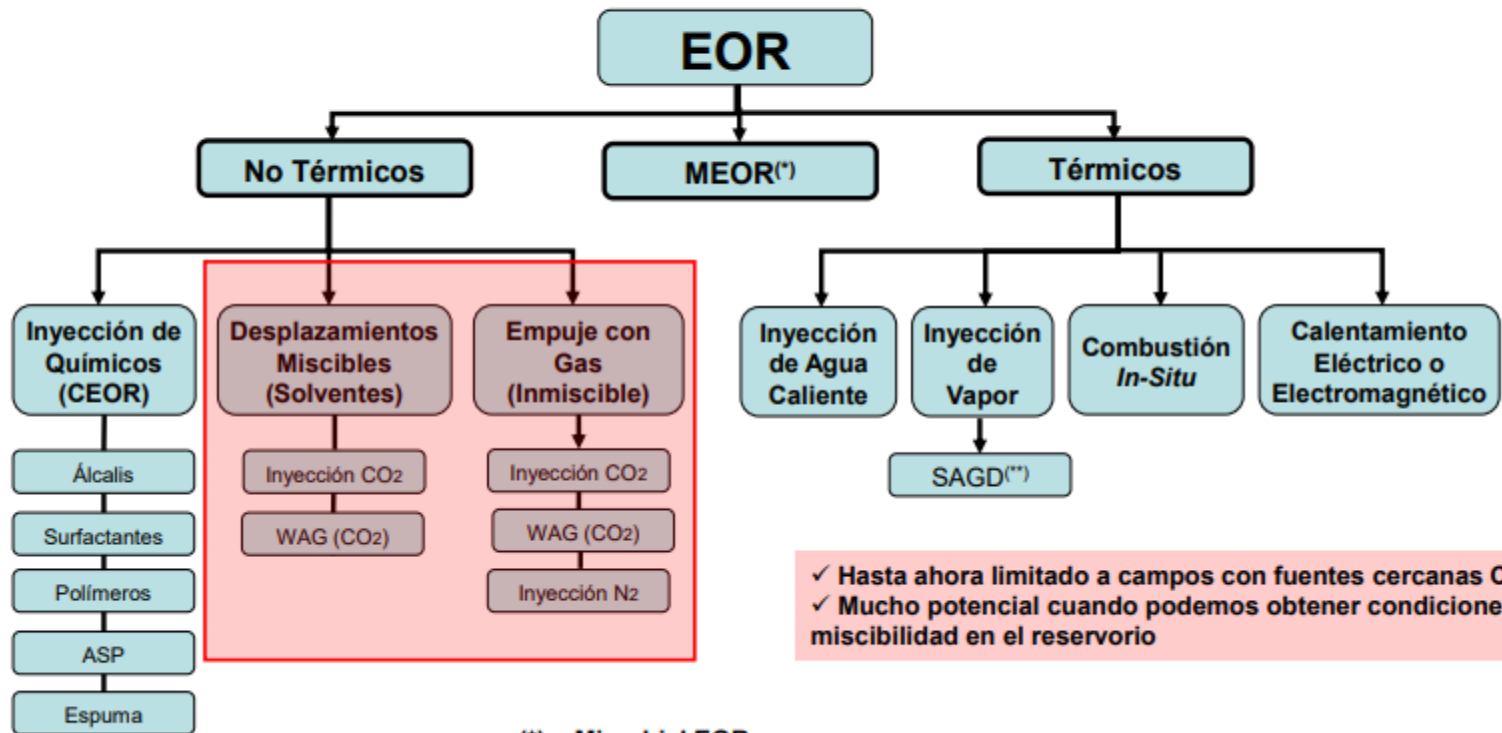 EOR
No Térmicos
MEOR(*)
Térmicos
Inyección de
Químicos
(CEOR)
Desplazamientos
Miscibles
(Solventes)
Empuje con
Gas
(Inmiscible)
Inyección
de Agua
Caliente
Inyección
de
Vapor
Combustión
In-Situ
Calentamiento
Eléctrico o
Electromagnético
Álcalis
Surfactantes
Polímeros
ASP
Espuma
Inyección CO2
WAG (CO2)
Inyección CO2
WAG (CO2)
Inyección N2
SAGD(**)
✓ Hasta ahora limitado a campos con fuentes cercanas
✓ Mucho potencial cuando podemos obtener condicione
miscibilidad en el reservorio